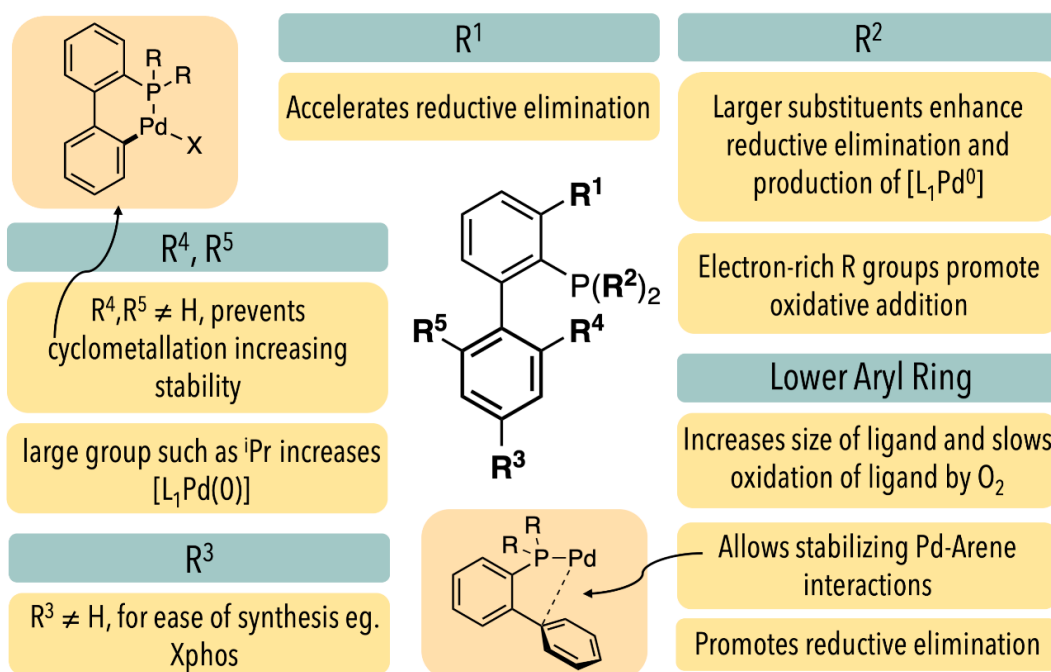 R
R
P
Pd
X
R¹
Accelerates reductive elimination
R²
Larger substituents enhance
reductive elimination and
production of [L₁Pd⁰]
Electron-rich R groups promote
oxidative addition
R⁴, R⁵
R⁴,R⁵ ≠ H, prevents
cyclometallation increasing
stability
large group such as ⁱPr increases
[L₁Pd(0)]
R³
R³ ≠ H, for ease of synthesis eg.
Xphos
R¹
P(R²)₂
R⁵
R⁴
R³
Lower Aryl Ring
Increases size of ligand and slows
oxidation of ligand by O₂
Allows stabilizing Pd-Arene
interactions
Promotes reductive elimination
R
R
P
Pd